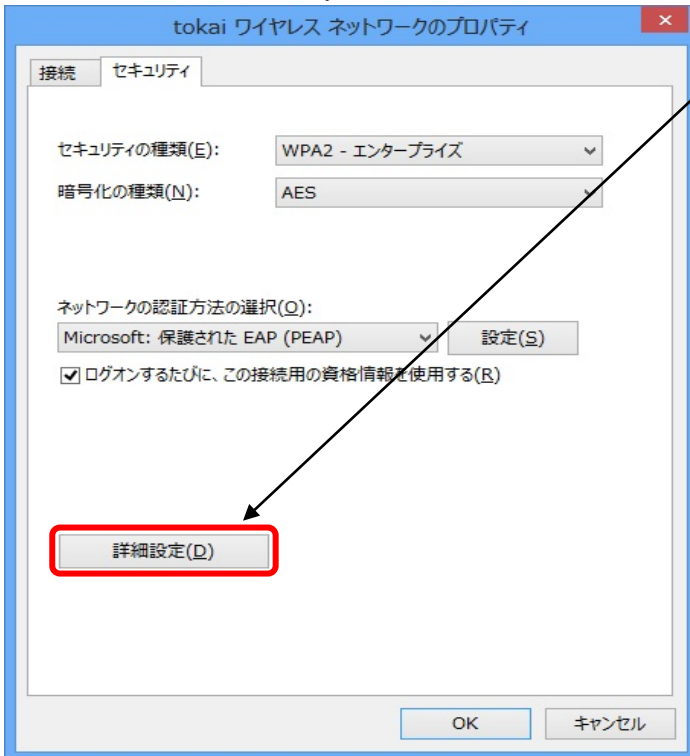 tokai ワイヤレス ネットワークのプロパティ
接続 セキュリティ
セキュリティの種類(E): WPA2 - エンタープライズ
暗号化の種類(N): AES
ネットワークの認証方法の選択(O):
Microsoft: 保護された EAP (PEAP) 設定(S)
ログオンするたびに、この接続用の資格情報を使用する(R)
詳細設定(D)
OK キャンセル